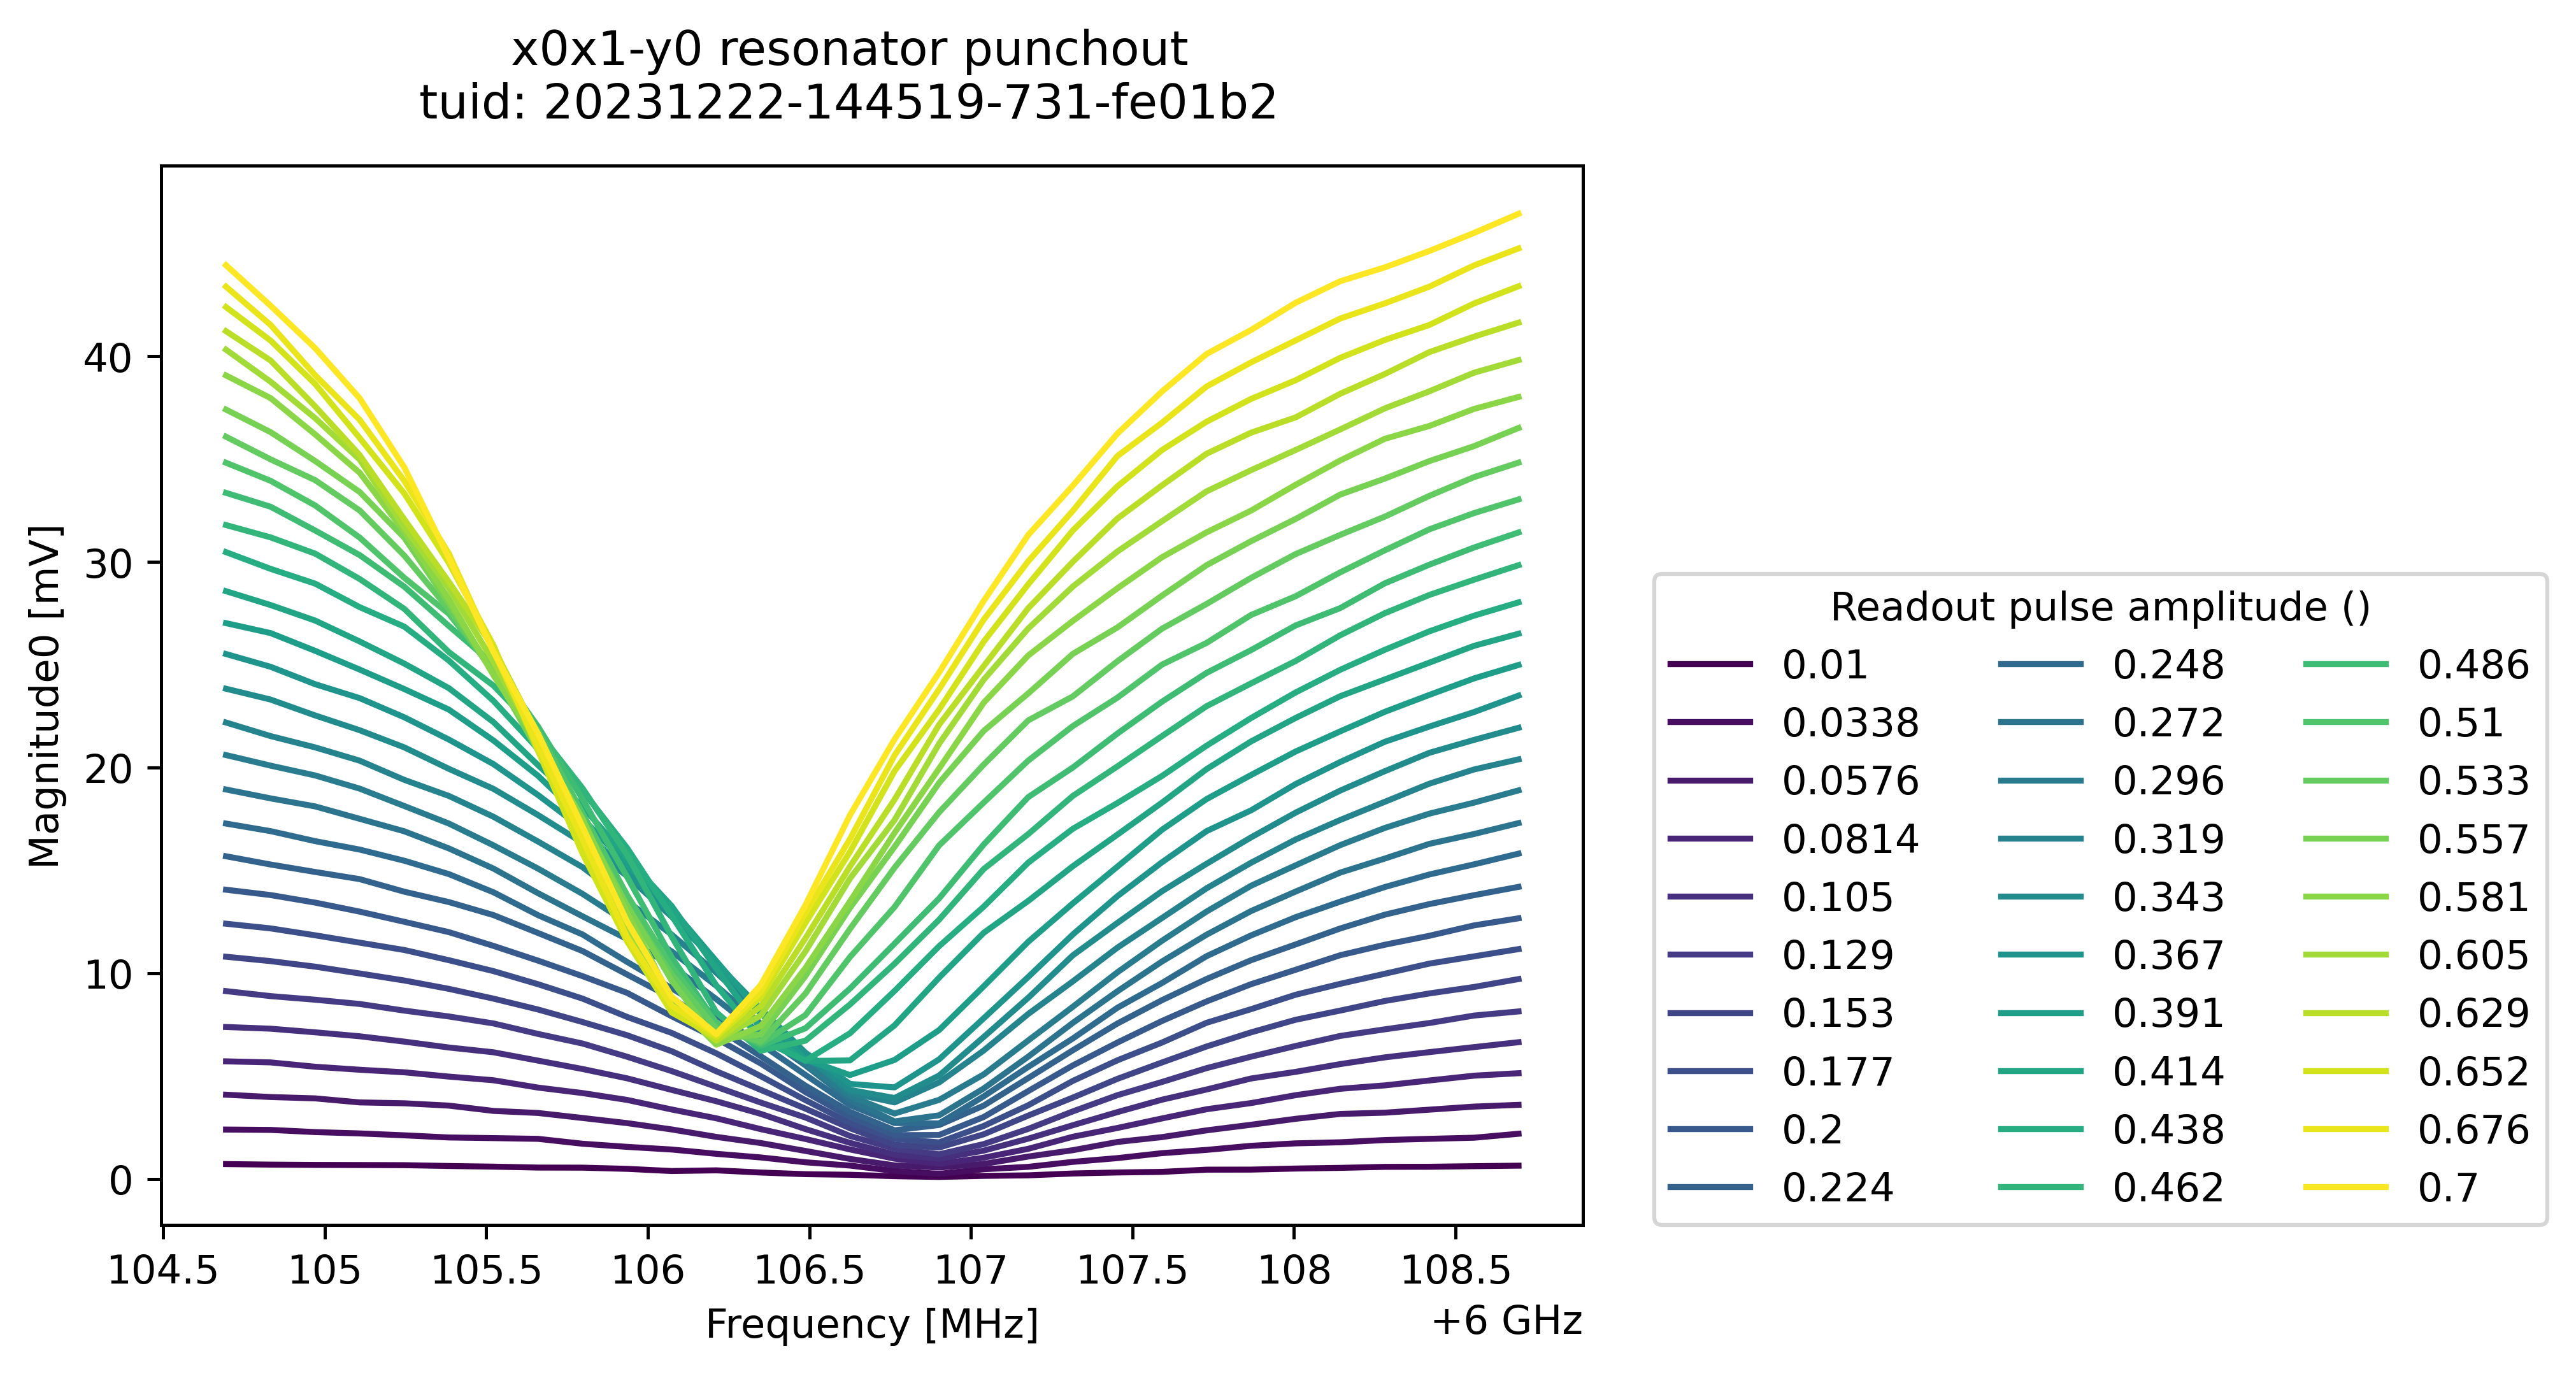 x0x1-y0 resonator punchout
tuid: 20231222-144519-731-fe01b2
Magnitude0 [mV]
40
30
20
10
0
104.5 105 105.5 106 106.5 107 107.5 108 108.5
Frequency [MHz]
+6 GHz
Readout pulse amplitude ()
0.01 0.248 0.486
0.0338 0.272 0.51
0.0576 0.296 0.533
0.0814 0.319 0.557
0.105 0.343 0.581
0.129 0.367 0.605
0.153 0.391 0.629
0.177 0.414 0.652
0.2 0.438 0.676
0.224 0.462 0.7